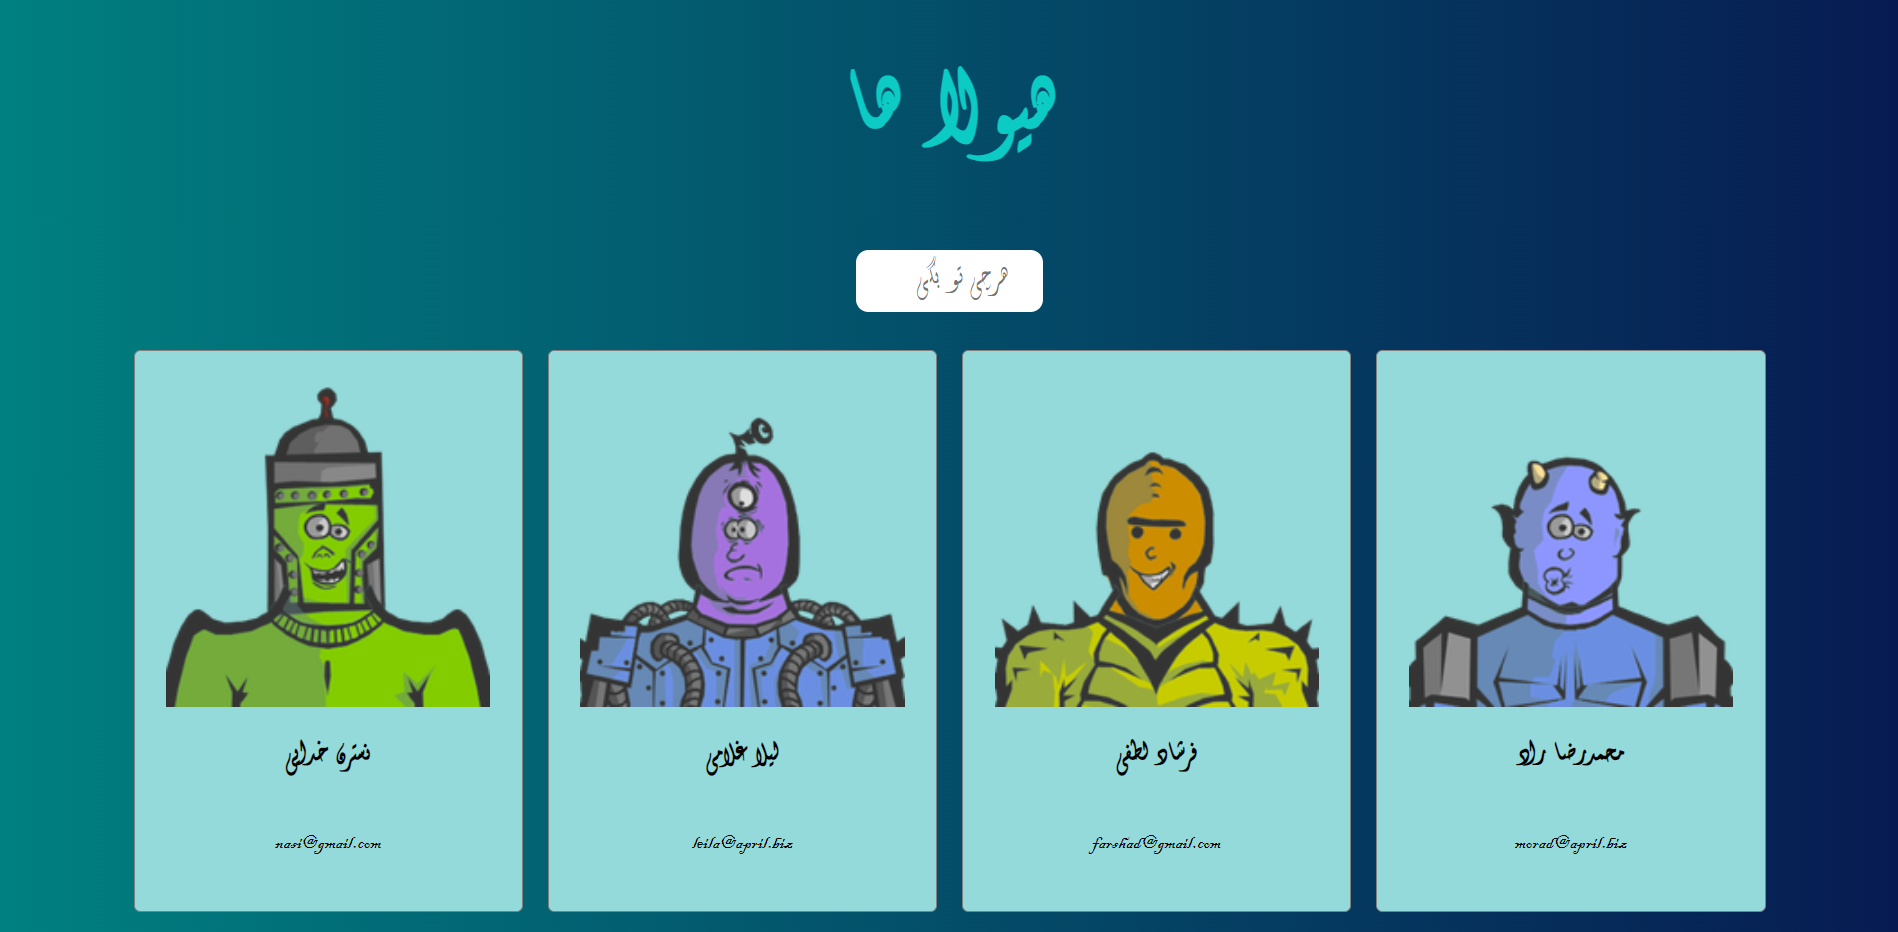 هیولا ها
هرچی تو بگی
محمدرضا راد
morad@april.biz
فرشاد لطفی
farshad@gmail.com
لیلا غلامی
leila@april.biz
نسترن خدایی
nasi@gmail.com